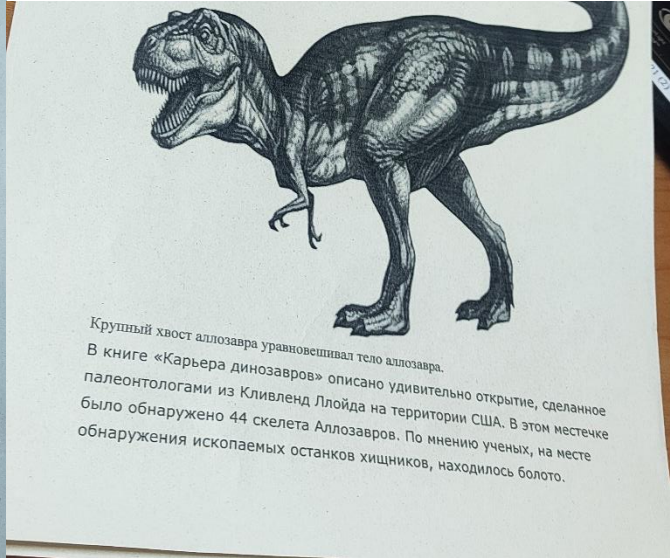 Крупный хвост аллозавра уравновешивал тело аллозавра.
В книге «Карьера динозавров» описано удивительно открытие, сделанное
палеонтологами из Кливленд Ллойда на территории США. В этом местечке
было обнаружено 44 скелета Аллозавров. По мнению ученых, на месте
обнаружения ископаемых останков хищников, находилось болото.